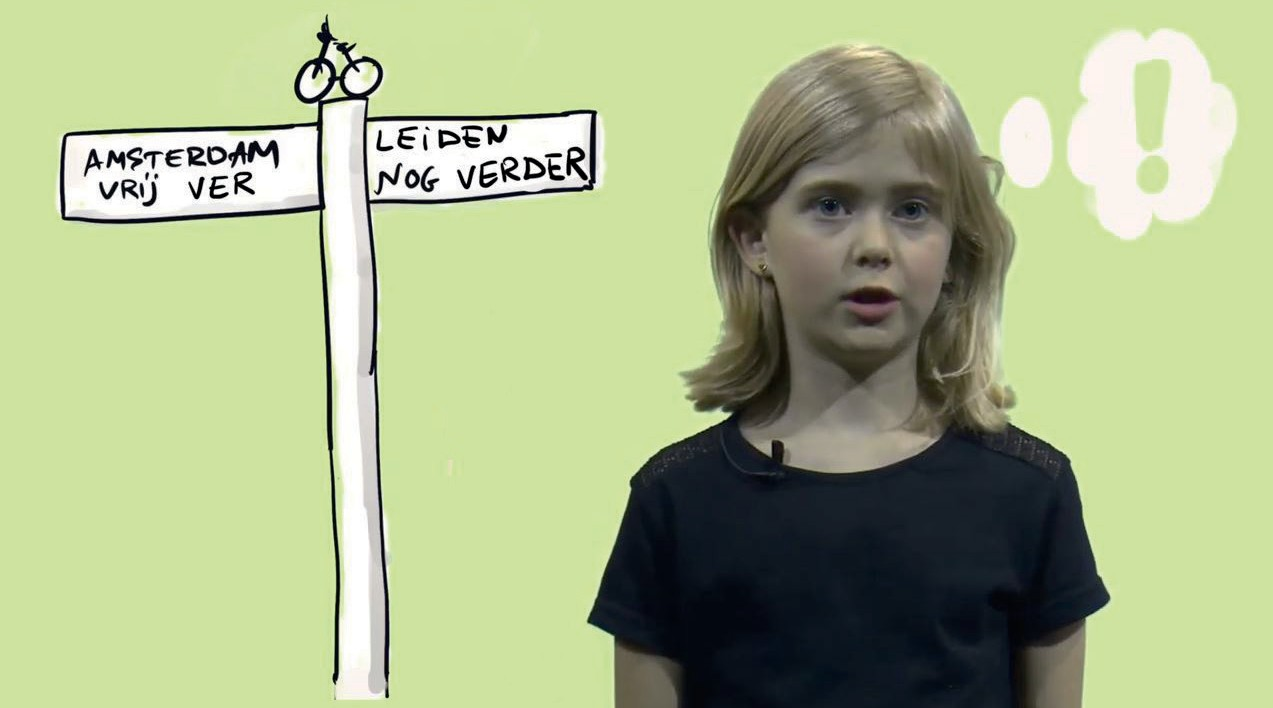 AMSTERDAM
VRIJ VER
LEIDEN
NOG VERDER
!